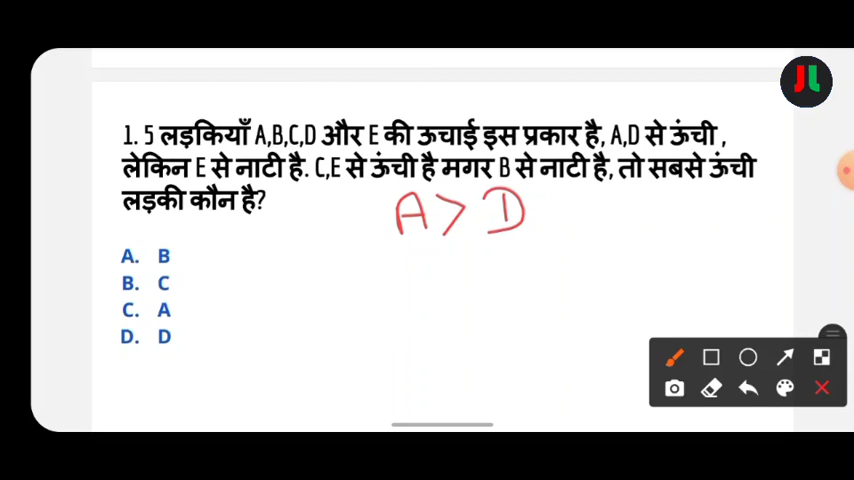 1. 5 लड़कियाँ A,B,C,D और E की ऊचाई इस प्रकार है, A,D से ऊंची ,
लेकिन E से नाटी है. C,E से ऊंची है मगर B से नाटी है, तो सबसे ऊंची
लड़की कौन है?
A > D
A. B
B. C
C. A
D. D